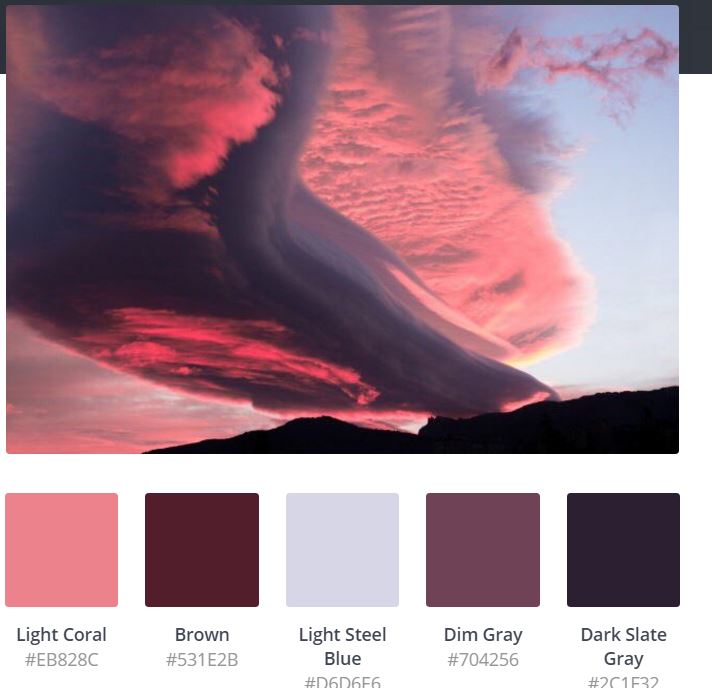 Light Coral
#EB828C
Brown
#531E2B
Light Steel
Blue
#D6D6E6
Dim Gray
#704256
Dark Slate
Gray
#2C1F32